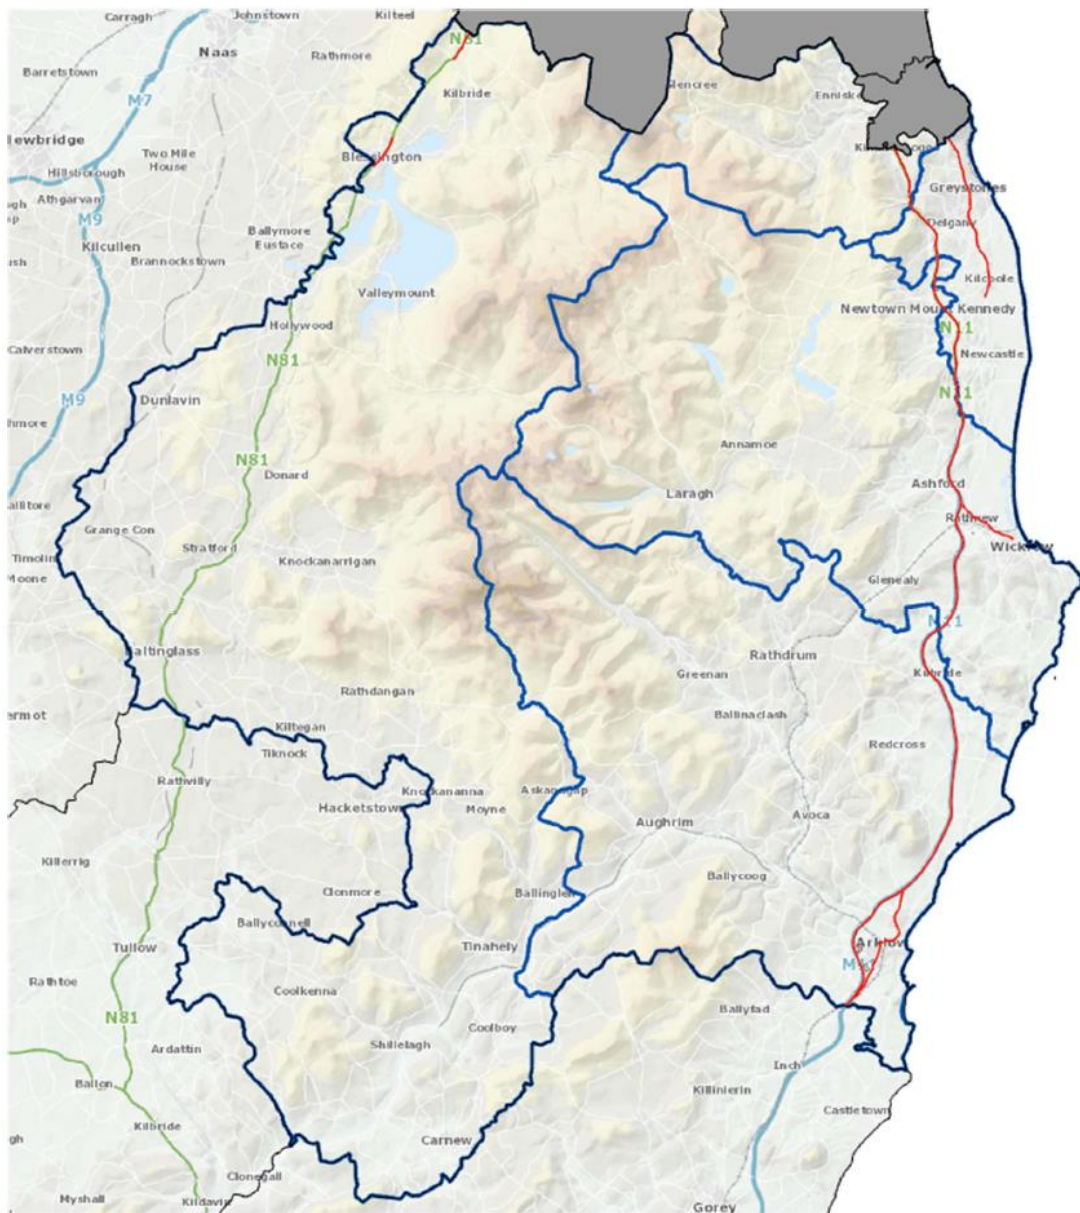 Carragh
Johnstown
Kilteel
Naas
Rathmore
N81
Barretstown
M7
Kilbride
Glencree
Two Mile
House
Blessington
Hillsborough
Athgarvan
Greystones
M9
Kilcullen
Ballymore
Eustace
Delgany
Brannockstown
Valleymount
Kilcoole
Newtown Mount Kennedy
Hollywood
N11
Calverstown
N81
Newcastle
M9
Dunlavin
N11
Annamoe
N81
Donard
Laragh
Ashford
Grange Con
Rathnew
Stratford
Wicklow
Timolin
Moone
Knockanarrigan
Glenealy
N11
altinglass
Rathdrum
Greenan
Kilbride
Rathdangan
ermot
Ballinaclash
Kiltegan
Redcross
Tiknock
Rathvilly
Knockananna
Hacketstown
Moyne
Askanagap
Avoca
Aughrim
Killerrig
Ballycoog
Clonmore
Ballinglen
Ballyconnell
Tullow
Tinahely
Arklow
M11
Rathtoe
Coolkenna
Ballyfad
N81
Coolboy
Ardattin
Shillelagh
Inch
Ballon
Killinierin
Castletown
Kilbride
gh
Carnew
Clonegall
Myshall
Kildavin
Gorey